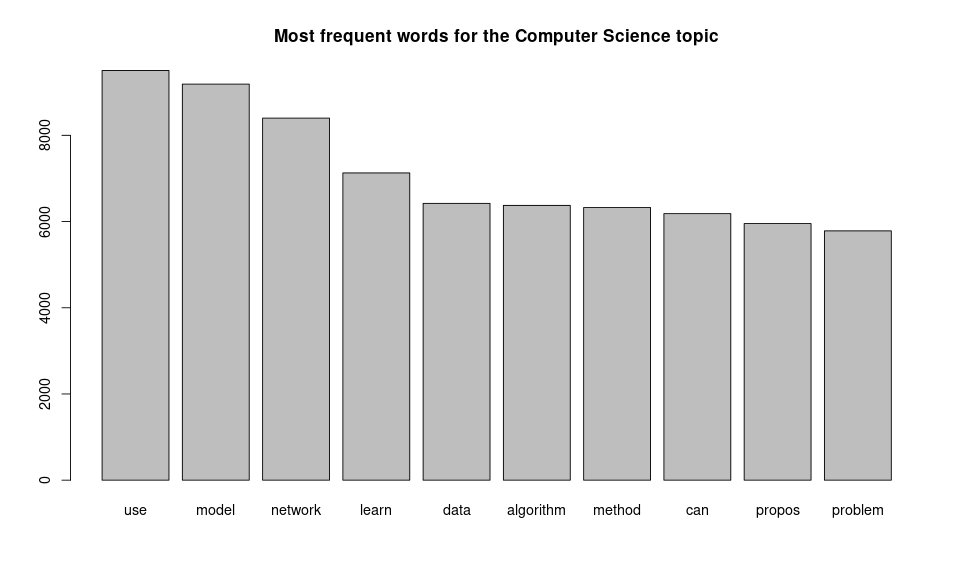 Most frequent words for the Computer Science topic
8000
6000
4000
2000
0
use model network learn data algorithm method can propos problem